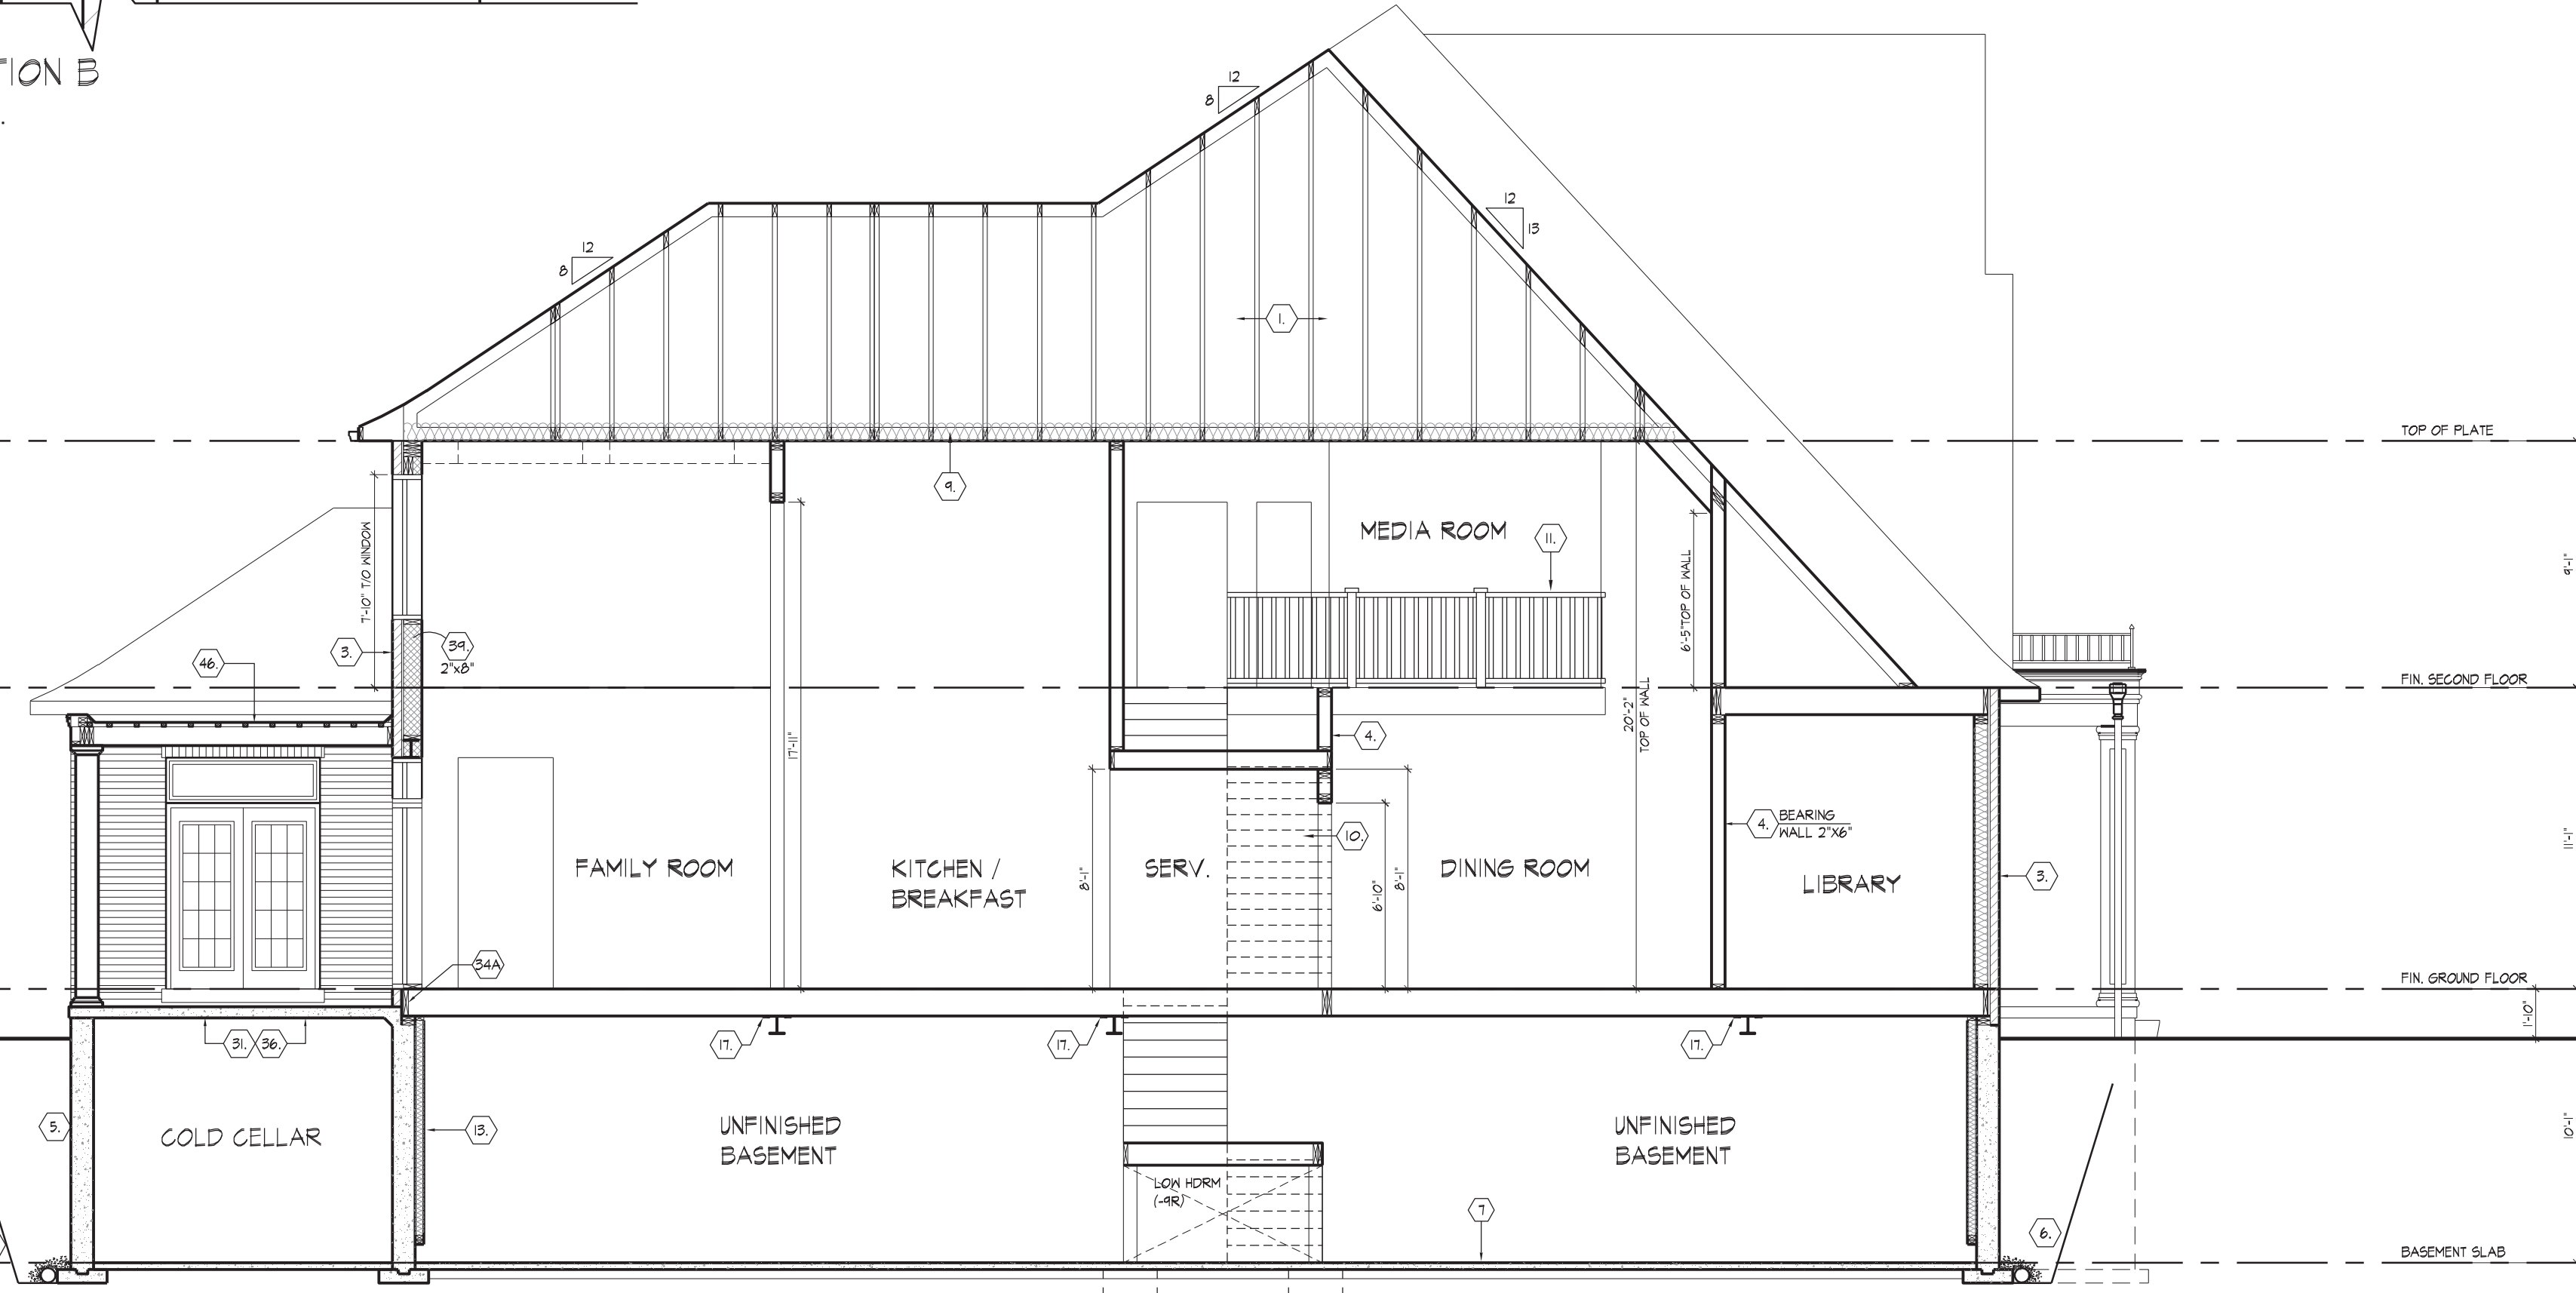 TION B
12
8
12
8
12
13
1.
TOP OF PLATE
9.
MEDIA ROOM
11.
7'-10" T/O WINDOW
3.
39.
2"x8"
46.
6'-5" TOP OF WALL
9'-1"
FIN. SECOND FLOOR
17'-11"
4.
20'-2"
TOP OF WALL
4.
BEARING
WALL 2"X6"
10.
11'-1"
FAMILY ROOM
KITCHEN /
BREAKFAST
8'-1"
SERV.
6'-10"
8'-1"
DINING ROOM
LIBRARY
3.
34A
FIN. GROUND FLOOR
1'-10"
31.
36.
17.
17.
17.
5.
COLD CELLAR
13.
UNFINISHED
BASEMENT
UNFINISHED
BASEMENT
10'-1"
LOW HDRM
(-9R)
7
6.
BASEMENT SLAB